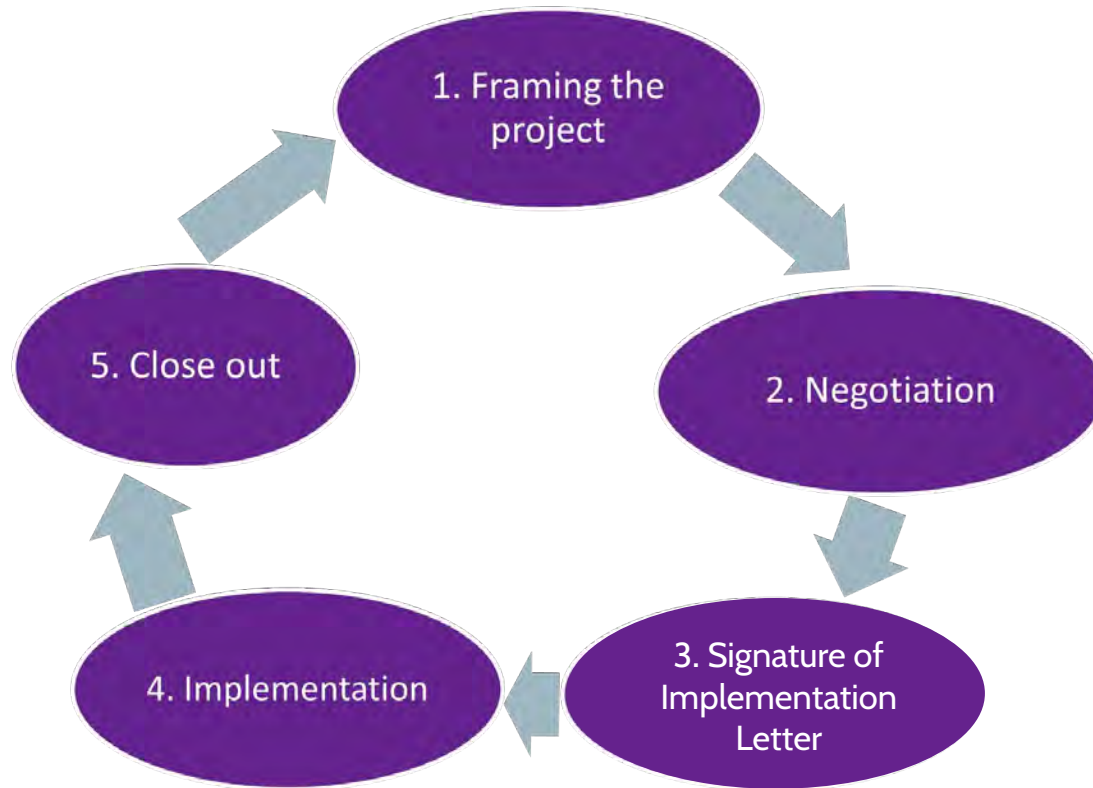 1. Framing the
project
2. Negotiation
3. Signature of
Implementation
Letter
4. Implementation
5. Close out